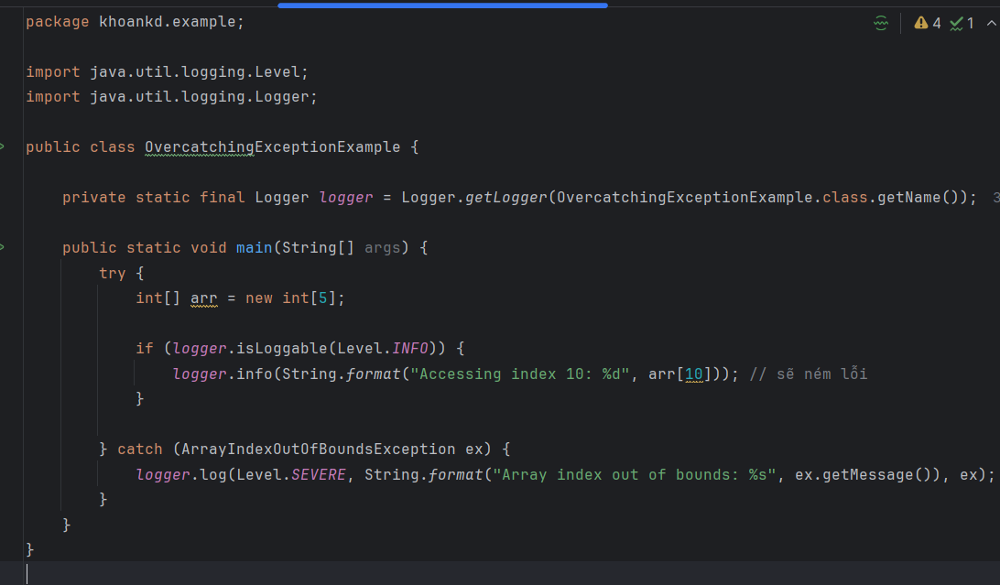 package khoankd.example;
4 1
import java.util.logging.Level;
import java.util.logging.Logger;
public class OvercatchingExceptionExample {
private static final Logger logger = Logger.getLogger(OvercatchingExceptionExample.class.getName()); 3
public static void main(String[] args) {
try {
int[] arr = new int[5];
if (logger.isLoggable(Level.INFO)) {
logger.info(String.format("Accessing index 10: %d", arr[10])); // sẽ ném lỗi
}
} catch (ArrayIndexOutOfBoundsException ex) {
logger.log(Level.SEVERE, String.format("Array index out of bounds: %s", ex.getMessage()), ex);
}
}
}